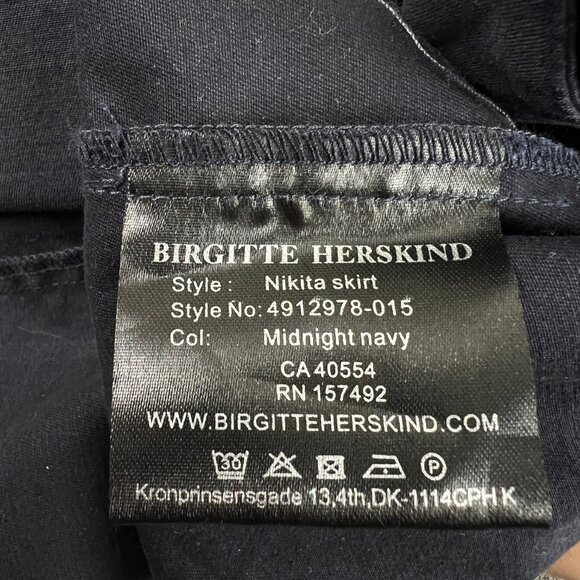 BIRGITTE HERSKIND
Style : Nikita skirt
Style No: 4912978-015
Col: Midnight navy
CA 40554
RN 157492
WWW.BIRGITTEHERSKIND.COM
30 P
Kronprinsensgade 13,4th,DK-1114CPH K